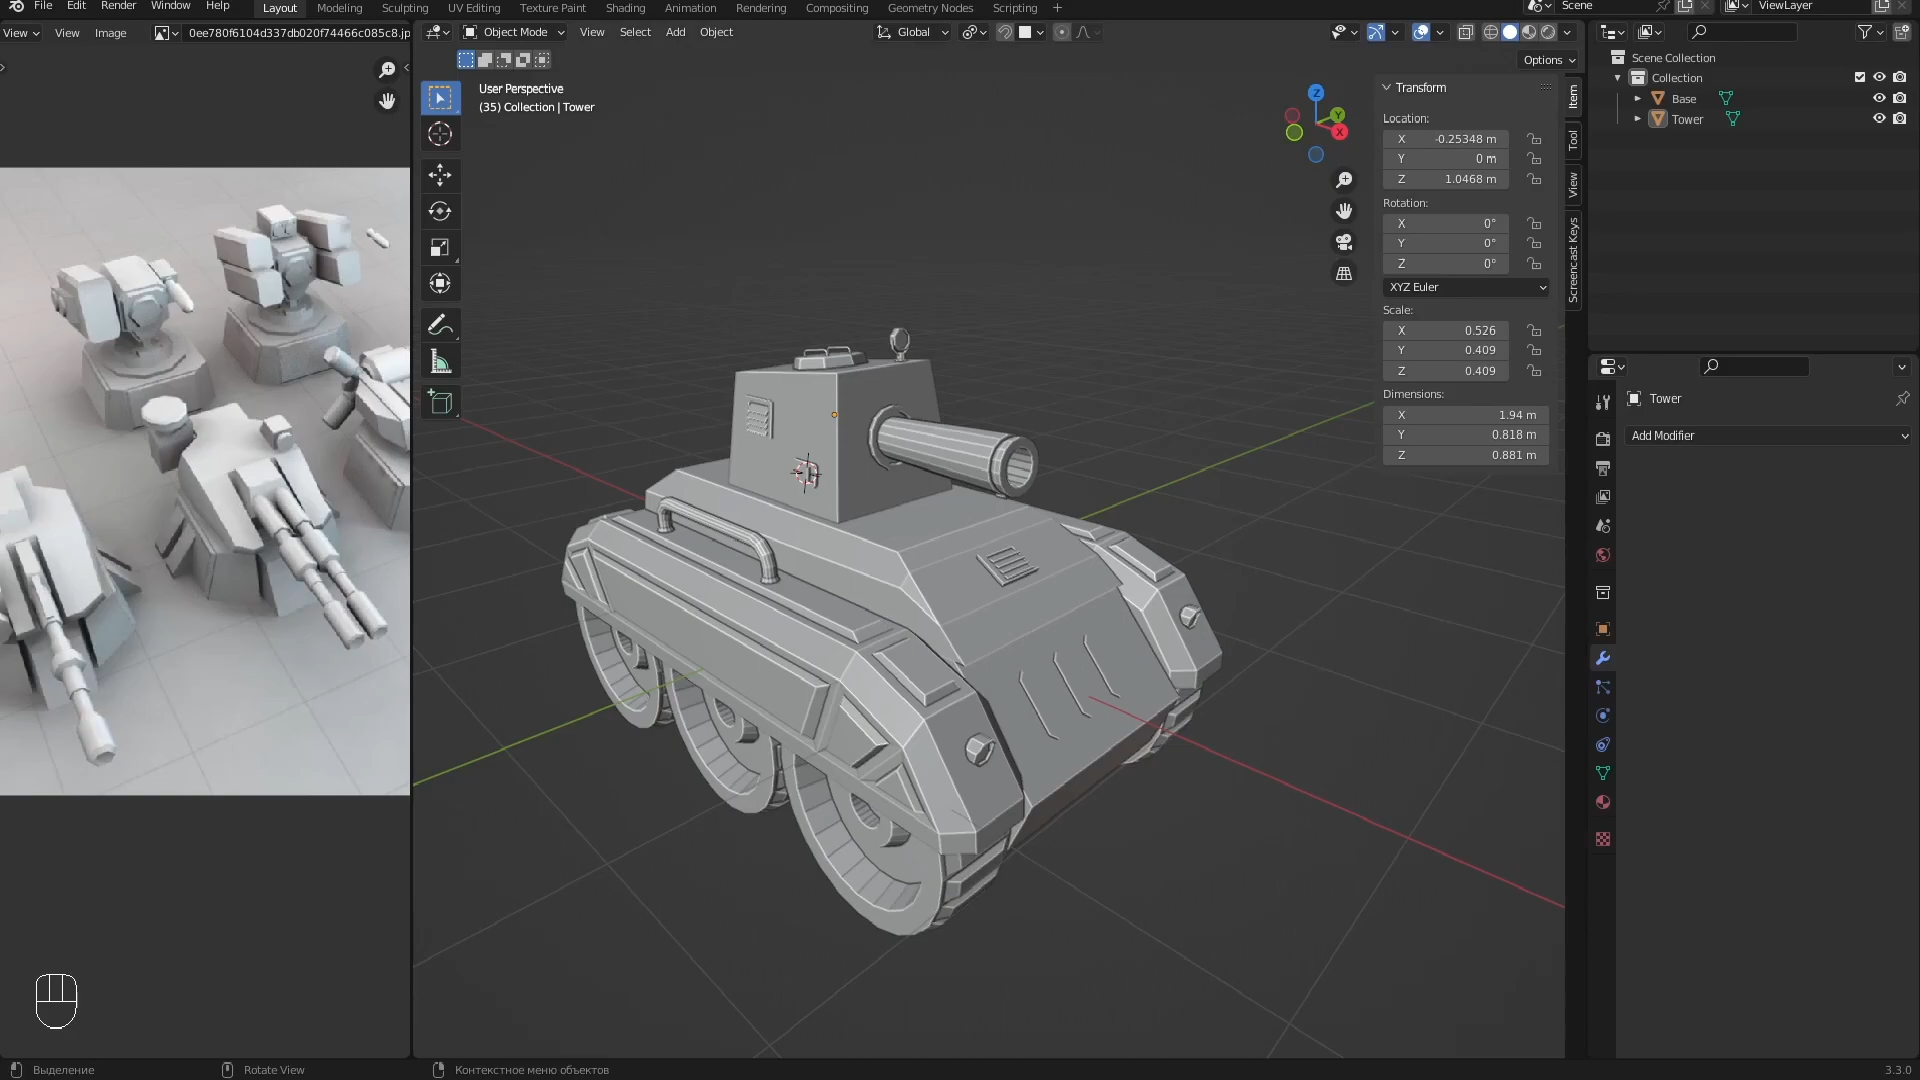 File Edit Render Window Help Layout Modeling Sculpting UV Editing Texture Paint Shading Animation Rendering Compositing Geometry Nodes Scripting + Scene ViewLayer
View View Image 0ee780f6104d337db020f74466c085c8.jp Object Mode View Select Add Object Global
Options
User Perspective
(35) Collection | Tower
Z
Y
X
Transform
Location:
X -0.25348 m
Y 0 m
Z 1.0468 m
Rotation:
X 0°
Y 0°
Z 0°
XYZ Euler
Scale:
X 0.526
Y 0.409
Z 0.409
Dimensions:
X 1.94 m
Y 0.818 m
Z 0.881 m
Item
Tool
View
Screencast Keys
Scene Collection
Collection
Base
Tower
Tower
Add Modifier
Выделение Rotate View Контекстное меню объектов 3.3.0